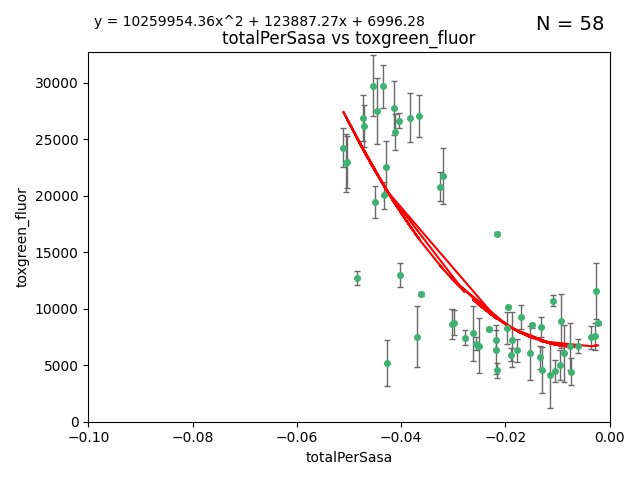 y = 10259954.36x^2 + 123887.27x + 6996.28
N = 58
totalPerSasa vs toxgreen_fluor
30000
25000
20000
15000
10000
5000
0
toxgreen_fluor
−0.10
−0.08
−0.06
−0.04
−0.02
0.00
totalPerSasa